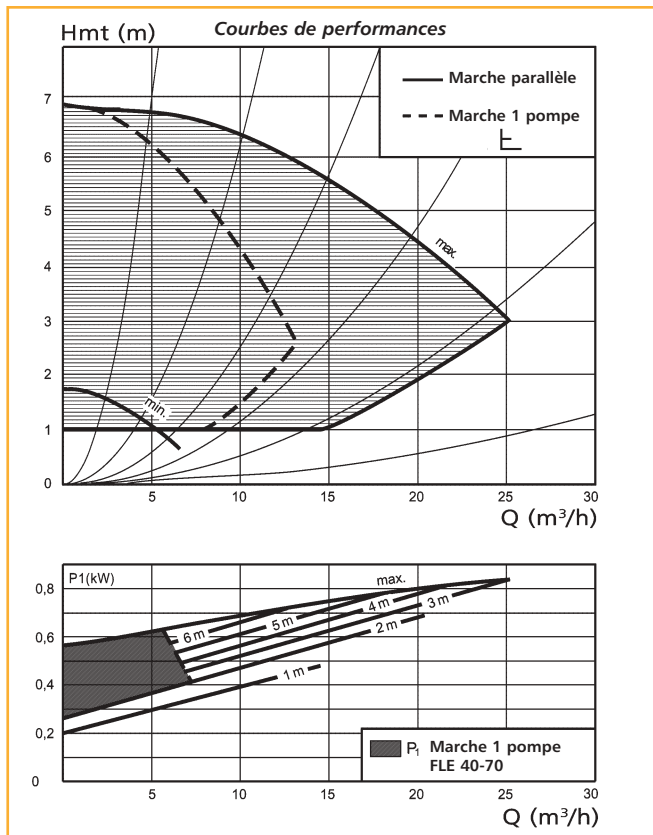 Hmt (m)
Courbes de performances
Marche parallèle
Marche 1 pompe
7
6
5
4
3
2
1
0
max.
min.
5
10
15
20
25
30
Q (m³/h)
P1(kW)
0,8
0,6
0,4
0,2
0
max.
6 m
5 m
4 m
3 m
2 m
1 m
P₁ Marche 1 pompe
FLE 40-70
5
10
15
20
25
30
Q (m³/h)